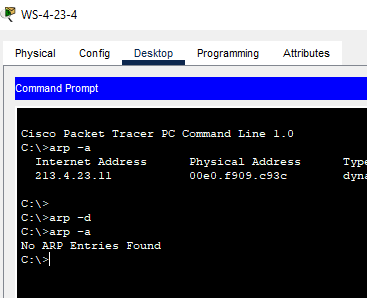 WS-4-23-4
Physical Config Desktop Programming Attributes
Command Prompt
Cisco Packet Tracer PC Command Line 1.0
C:\>arp -a
Internet Address Physical Address Type
213.4.23.11 00e0.f909.c93c dyna
C:\>
C:\>arp -d
C:\>arp -a
No ARP Entries Found
C:\>